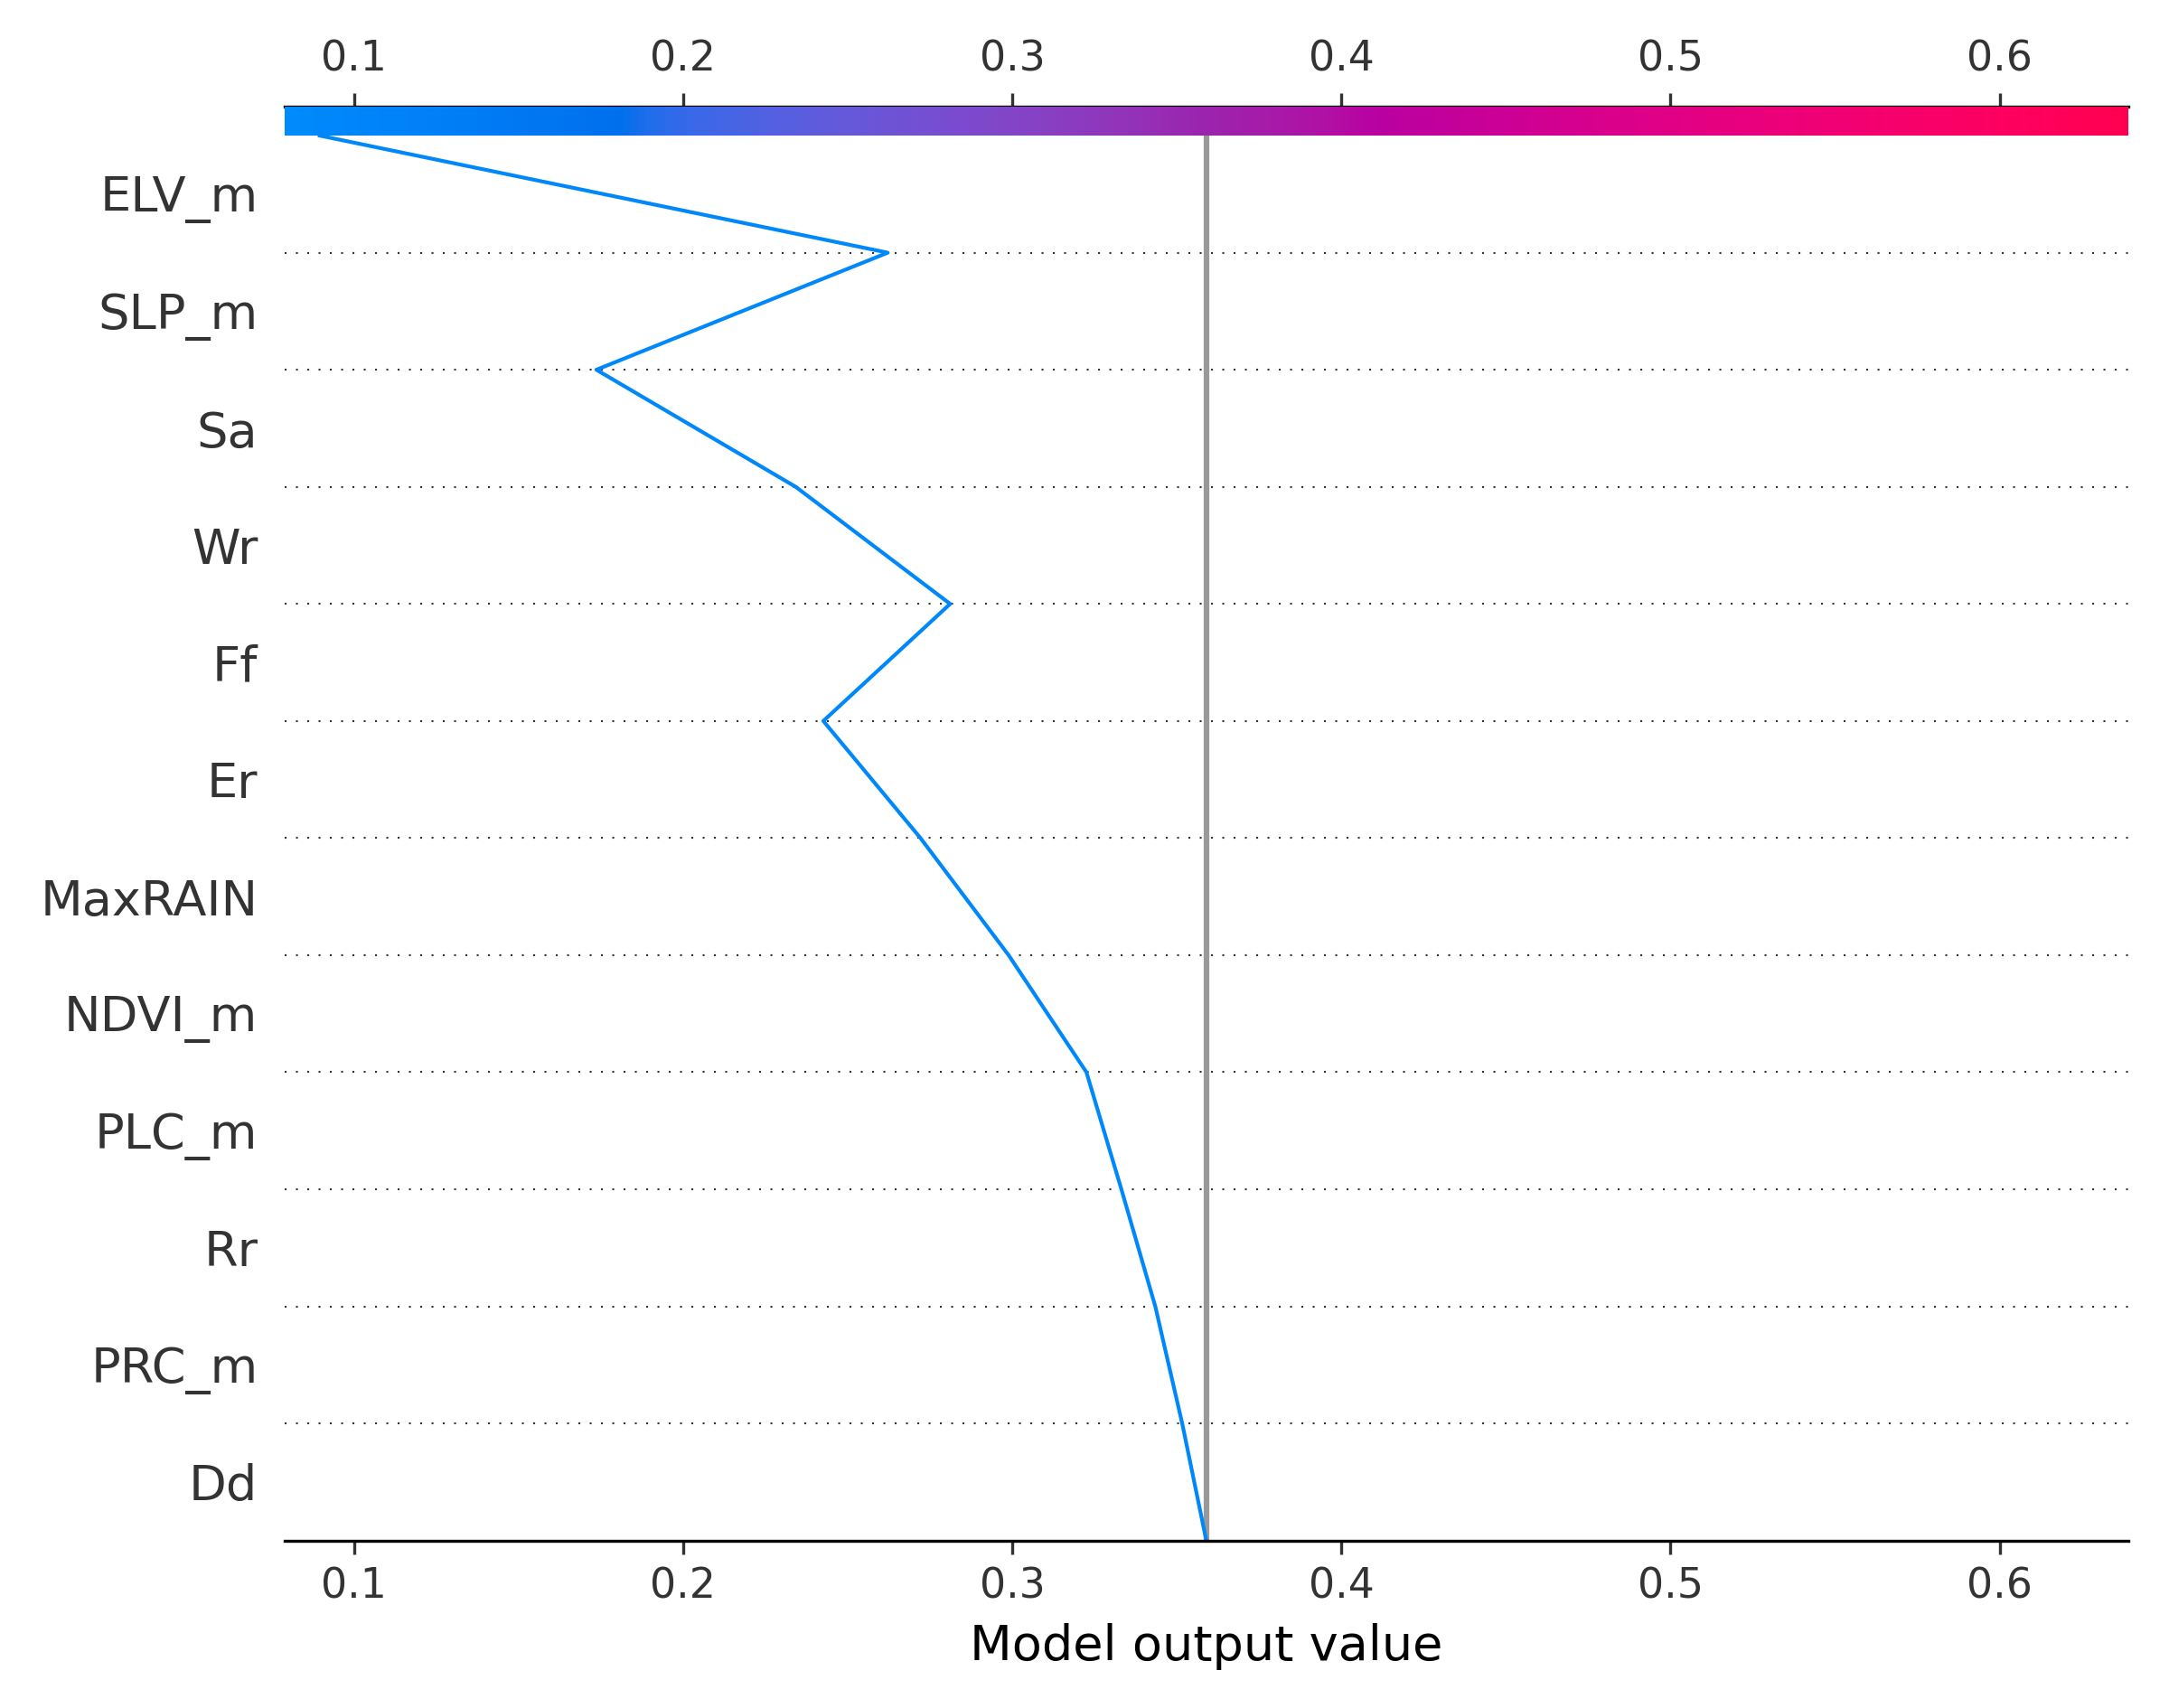 0.1 0.2 0.3 0.4 0.5 0.6
ELV_m
SLP_m
Sa
Wr
Ff
Er
MaxRAIN
NDVI_m
PLC_m
Rr
PRC_m
Dd
0.1 0.2 0.3 0.4 0.5 0.6
Model output value